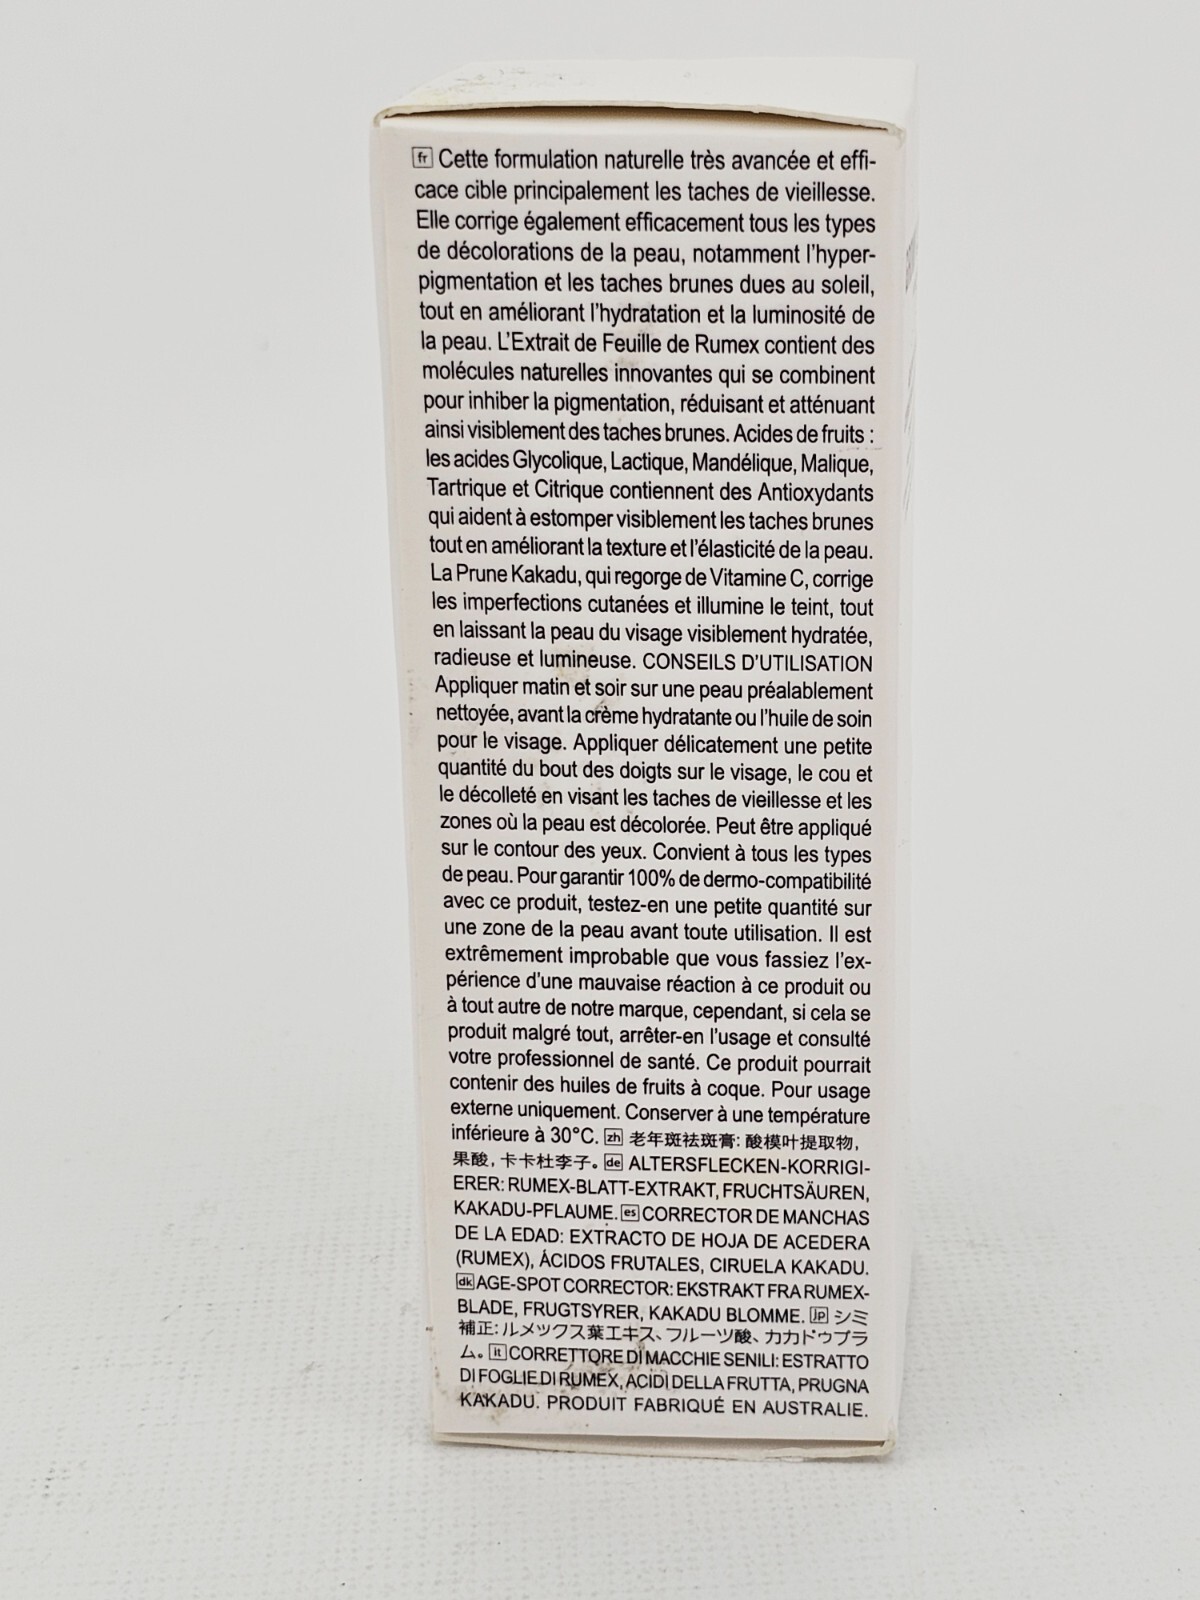 fr Cette formulation naturelle très avancée et effi-
cace cible principalement les taches de vieillesse.
Elle corrige également efficacement tous les types
de décolorations de la peau, notamment l'hyper-
pigmentation et les taches brunes dues au soleil,
tout en améliorant l'hydratation et la luminosité de
la peau. L'Extrait de Feuille de Rumex contient des
molécules naturelles innovantes qui se combinent
pour inhiber la pigmentation, réduisant et atténuant
ainsi visiblement des taches brunes. Acides de fruits :
les acides Glycolique, Lactique, Mandélique, Malique,
Tartrique et Citrique contiennent des Antioxydants
qui aident à estomper visiblement les taches brunes
tout en améliorant la texture et l'élasticité de la peau.
La Prune Kakadu, qui regorge de Vitamine C, corrige
les imperfections cutanées et illumine le teint, tout
en laissant la peau du visage visiblement hydratée,
radieuse et lumineuse. CONSEILS D'UTILISATION
Appliquer matin et soir sur une peau préalablement
nettoyée, avant la crème hydratante ou l'huile de soin
pour le visage. Appliquer délicatement une petite
quantité du bout des doigts sur le visage, le cou et
le décolleté en visant les taches de vieillesse et les
zones où la peau est décolorée. Peut être appliqué
sur le contour des yeux. Convient à tous les types
de peau. Pour garantir 100% de dermo-compatibilité
avec ce produit, testez-en une petite quantité sur
une zone de la peau avant toute utilisation. Il est
extrêmement improbable que vous fassiez l'ex-
périence d'une mauvaise réaction à ce produit ou
à tout autre de notre marque, cependant, si cela se
produit malgré tout, arrêter-en l'usage et consulté
votre professionnel de santé. Ce produit pourrait
contenir des huiles de fruits à coque. Pour usage
externe uniquement. Conserver à une température
inférieure à 30°C. zh 老年斑祛斑膏: 酸模叶提取物,
果酸, 卡卡杜李子。 de ALTERSFLECKEN-KORRIGI-
ERER: RUMEX-BLATT-EXTRAKT, FRUCHTSÄUREN,
KAKADU-PFLAUME. es CORRECTOR DE MANCHAS
DE LA EDAD: EXTRACTO DE HOJA DE ACEDERA
(RUMEX), ÁCIDOS FRUTALES, CIRUELA KAKADU.
dk AGE-SPOT CORRECTOR: EKSTRAKT FRA RUMEX-
BLADE, FRUGTSYRER, KAKADU BLOMME. jp シミ
補正: ルメックス葉エキス、フルーツ酸、カカドゥプラ
ム。 it CORRETTORE DI MACCHIE SENILI: ESTRATTO
DI FOGLIE DI RUMEX, ACIDI DELLA FRUTTA, PRUGNA
KAKADU. PRODUIT FABRIQUÉ EN AUSTRALIE.